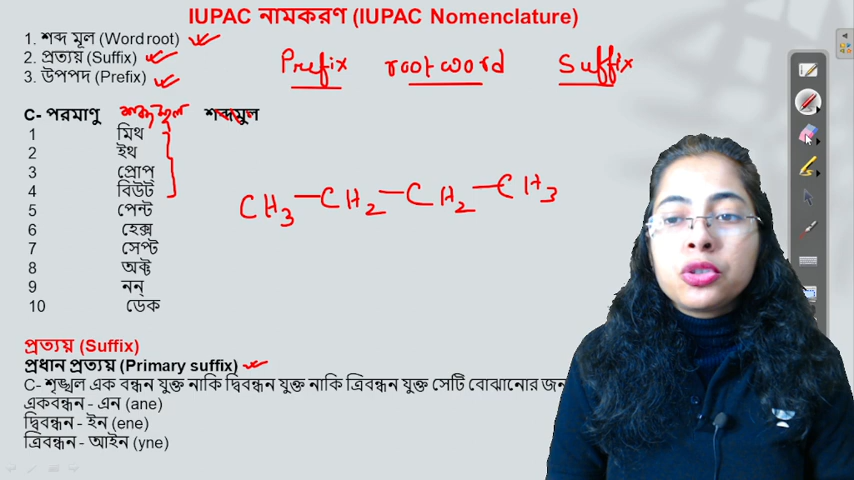 IUPAC নামকরণ (IUPAC Nomenclature)
1. শব্দ মূল (Word root)
2. প্রত্যয় (Suffix)
3. উপপদ (Prefix)
Prefix root word Suffix
C- পরমাণু শব্দমূল শব্দমুল
1 মিথ
2 ইথ
3 প্রোপ্
4 বিউট
5 পেন্ট
6 হেক্স
7 সেপ্ট
8 অক্ট
9 নন্
10 ডেক
CH3—CH2—CH2—CH3
প্রত্যয় (Suffix)
প্রধান প্রত্যয় (Primary suffix)
C- শৃঙ্খল এক বন্ধন যুক্ত নাকি দ্বিবন্ধন যুক্ত নাকি ত্রিবন্ধন যুক্ত সেটি বোঝানোর জন
একবন্ধন - এন (ane)
দ্বিবন্ধন - ইন (ene)
ত্রিবন্ধন - আইন (yne)